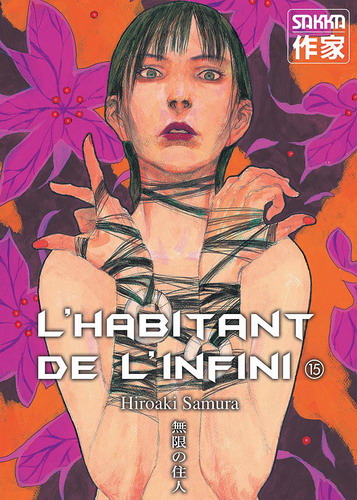 SAKKA
作家
L'HABITANT
DE L'INFINI 15
Hiroaki Samura
無限の住人